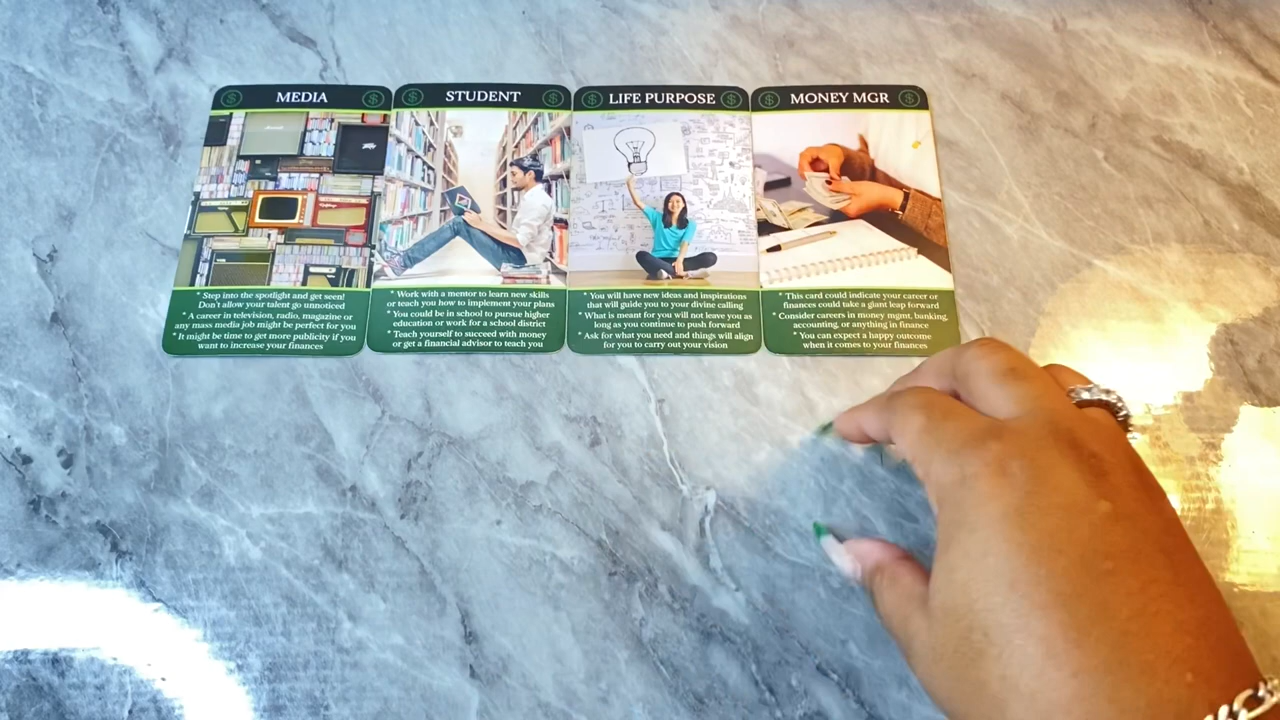 MEDIA
* Step into the spotlight and get seen!
Don't allow your talent go unnoticed
* A career in television, radio, magazine or
any mass media job might be perfect for you
* It might be time to get more publicity if you
want to increase your finances
STUDENT
* Work with a mentor to learn new skills
or teach you how to implement your plans
* You could be in school to pursue higher
education or work for a school district
* Teach yourself to succeed with money
or get a financial advisor to teach you
LIFE PURPOSE
* You will have new ideas and inspirations
that will guide you to your divine calling
* What is meant for you will not leave you as
long as you continue to push forward
* Ask for what you need and things will align
for you to carry out your vision
MONEY MGR
* This card could indicate your career or
finances could take a giant leap forward
* Consider careers in money mgmt, banking,
accounting, or anything in finance
* You can expect a happy outcome
when it comes to your finances